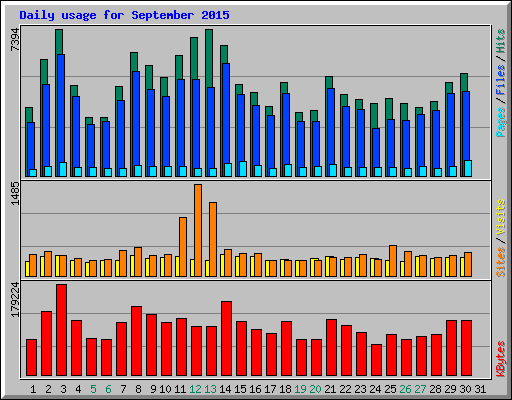 Daily usage for September 2015
7394
Pages / Files / Hits
1485
Sites / Visits
179224
KBytes
1 2 3 4 5 6 7 8 9 10 11 12 13 14 15 16 17 18 19 20 21 22 23 24 25 26 27 28 29 30 31